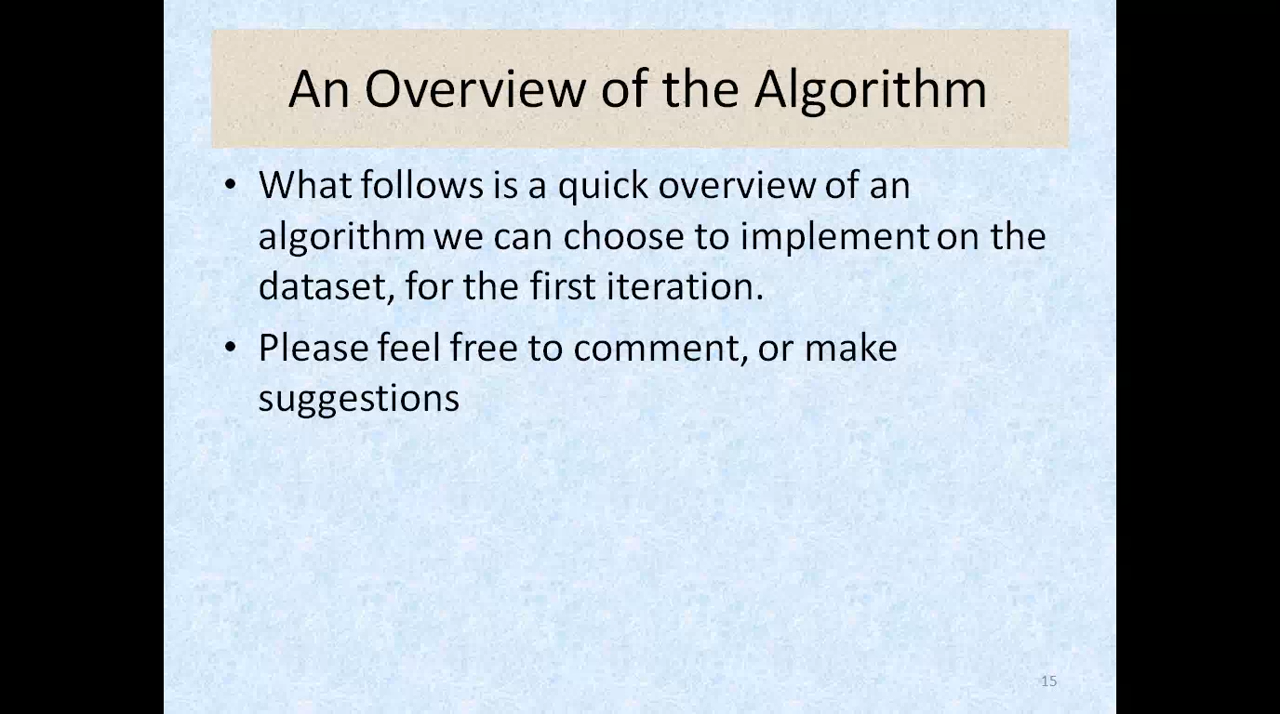 An Overview of the Algorithm
• What follows is a quick overview of an
algorithm we can choose to implement on the
dataset, for the first iteration.
• Please feel free to comment, or make
suggestions
15